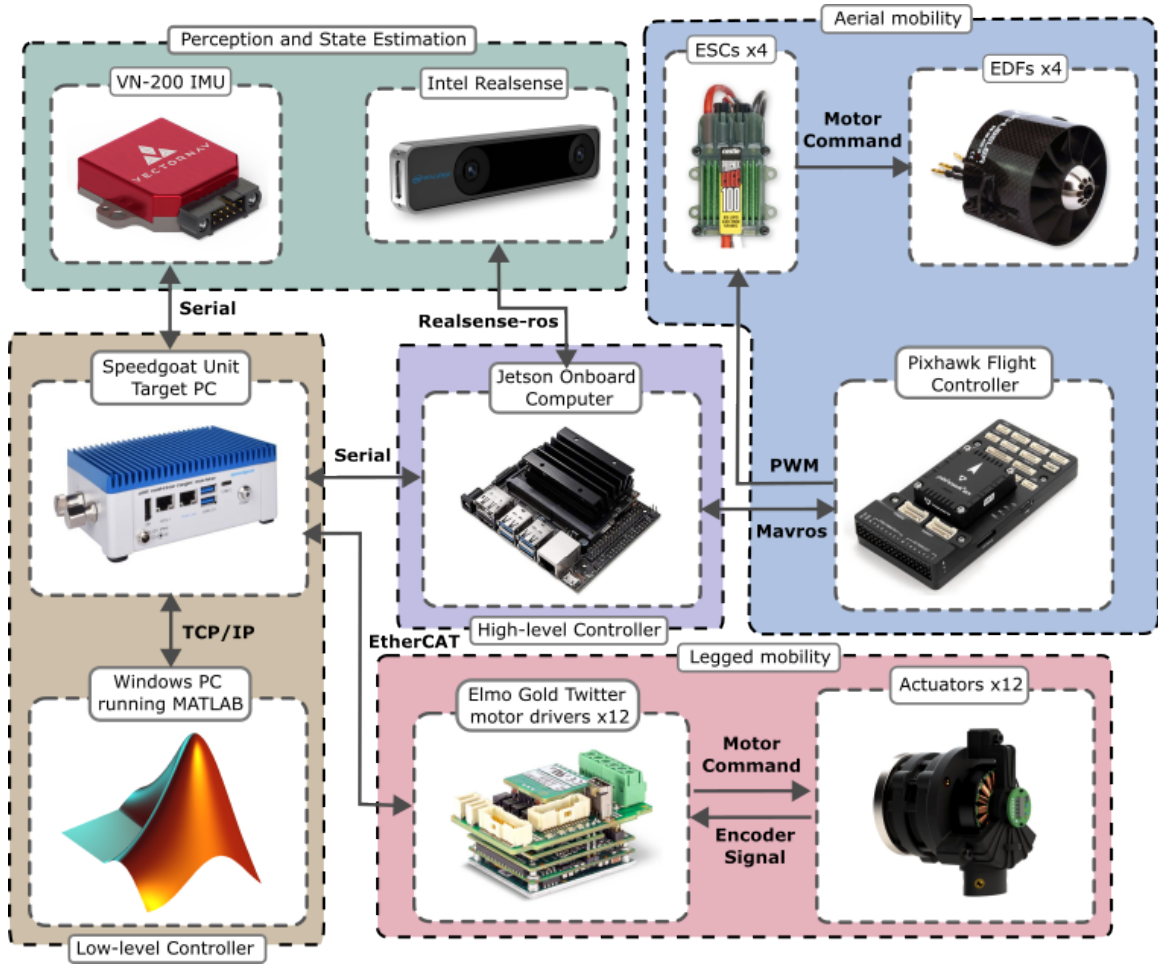 Perception and State Estimation
VN-200 IMU
VECTORNAV
Intel Realsense
Aerial mobility
ESCs x4
100
EDFs x4
Motor
Command
Serial
Realsense-ros
Speedgoat Unit
Target PC
Serial
Jetson Onboard
Computer
High-level Controller
Pixhawk Flight
Controller
PWM
Mavros
TCP/IP
EtherCAT
Windows PC
running MATLAB
Low-level Controller
Legged mobility
Elmo Gold Twitter
motor drivers x12
Motor
Command
Encoder
Signal
Actuators x12